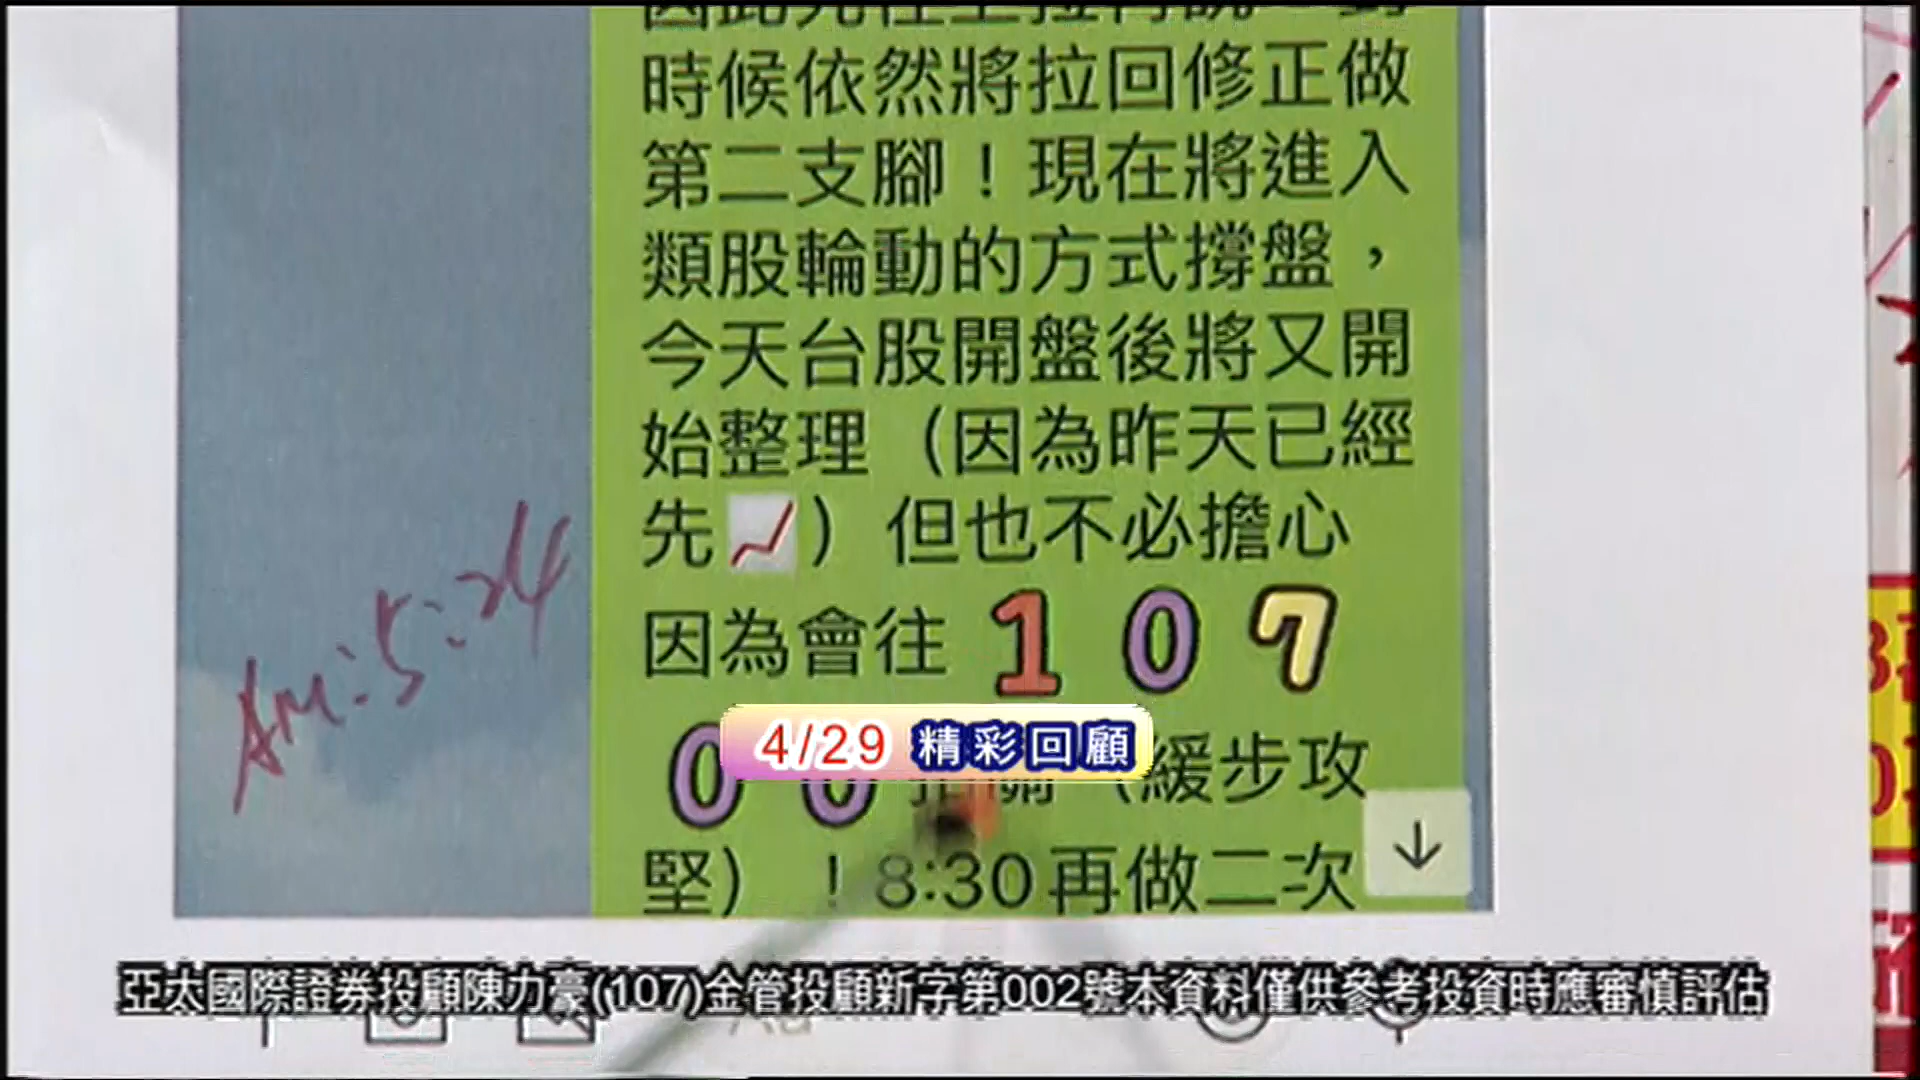 時候依然將拉回修正做
第二支腳！現在將進入
類股輪動的方式撐盤，
今天台股開盤後將又開
始整理（因為昨天已經
先📈）但也不必擔心
因為會往 1 0 7
0 0 （緩步攻
堅）！8:30再做二次
AM:5:24
4/29 精彩回顧
亞太國際證券投顧陳力豪(107)金管投顧新字第002號本資料僅供參考投資時應審慎評估